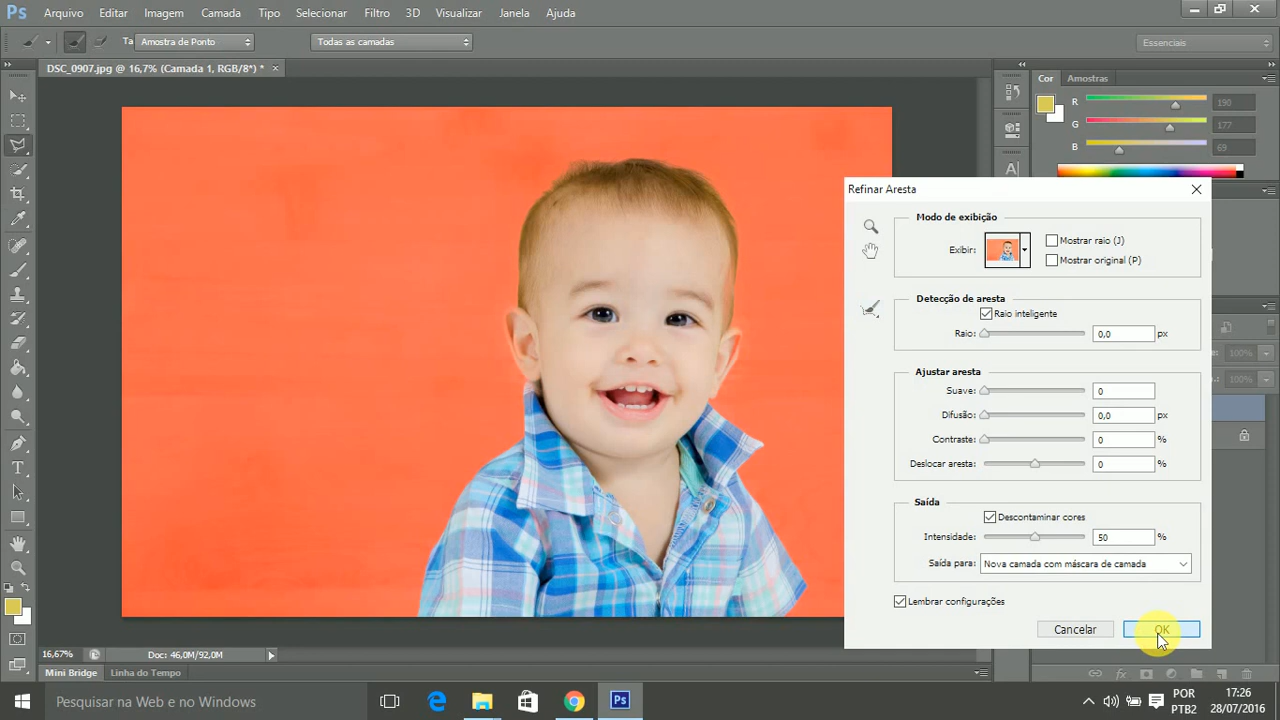 Ps Arquivo Editar Imagem Camada Tipo Selecionar Filtro 3D Visualizar Janela Ajuda
Ta Amostra de Ponto Todas as camadas Essenciais
DSC_0907.jpg @ 16,7% (Camada 1, RGB/8*) * ×
Cor Amostras
R 190
G 177
B 69
A
Refinar Aresta
Modo de exibição
Exibir:
Mostrar raio (J)
Mostrar original (P)
Detecção de aresta
Raio inteligente
Raio: 0,0 px
Ajustar aresta
Suave: 0
Difusão: 0,0 px
Contraste: 0 %
Deslocar aresta: 0 %
Saída
Descontaminar cores
Intensidade: 50 %
Saída para: Nova camada com máscara de camada
Lembrar configurações
Cancelar OK
100%
100%
T
fx
16,67% Doc: 46,0M/92,0M
Mini Bridge Linha do Tempo
Pesquisar na Web e no Windows
Ps
POR
PTB2
17:26
28/07/2016